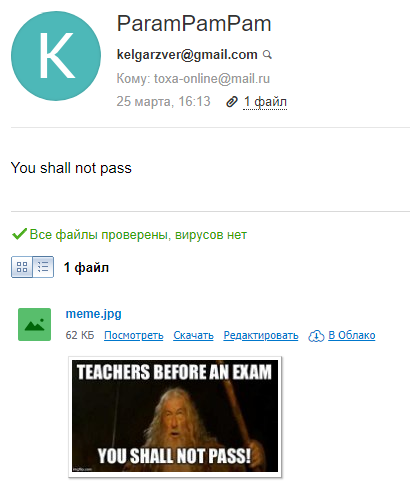 K
ParamPamPam
kelgarzver@gmail.com
Кому: toxa-online@mail.ru
25 марта, 16:13 1 файл
You shall not pass
Все файлы проверены, вирусов нет
1 файл
meme.jpg
62 КБ Посмотреть Скачать Редактировать В Облако
TEACHERS BEFORE AN EXAM
YOU SHALL NOT PASS!
imgflip.com